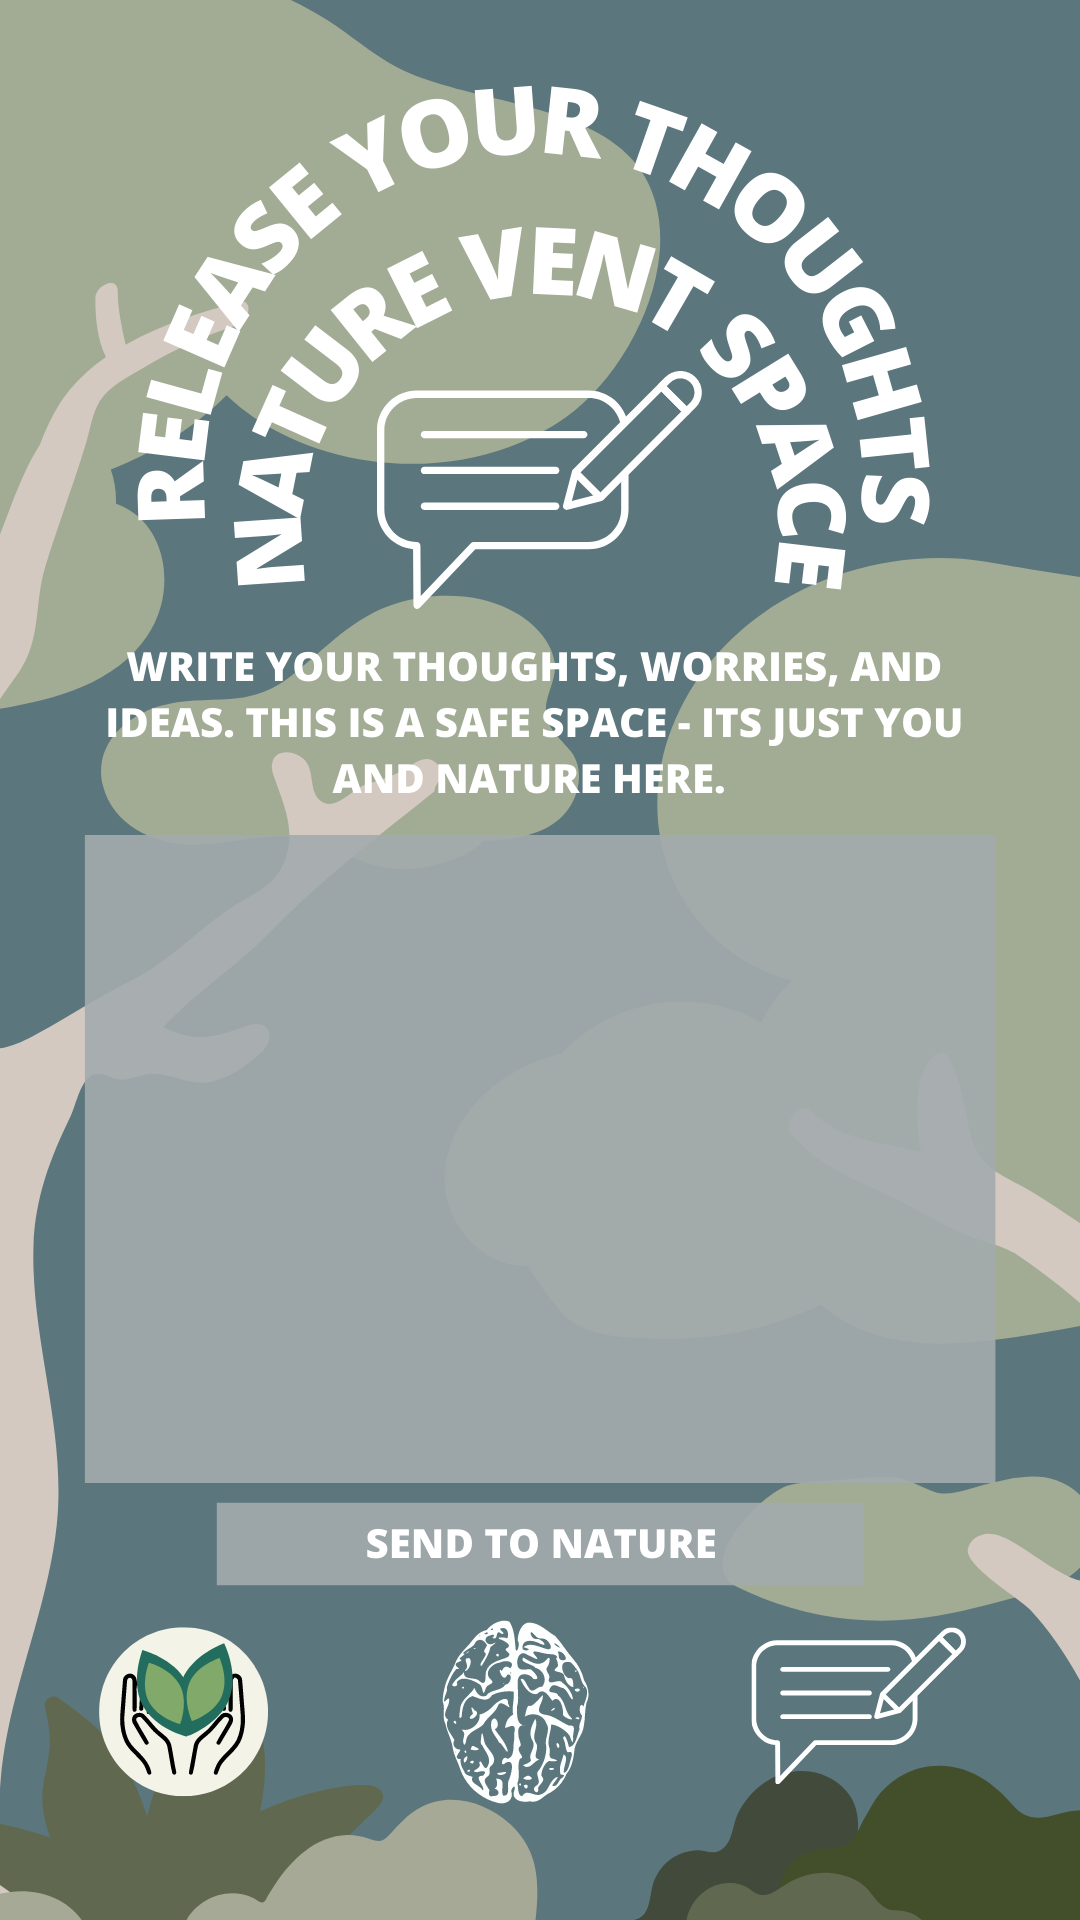 RELEASE YOUR THOUGHTS
NATURE VENT SPACE
WRITE YOUR THOUGHTS, WORRIES, AND
IDEAS. THIS IS A SAFE SPACE - ITS JUST YOU
AND NATURE HERE.
SEND TO NATURE